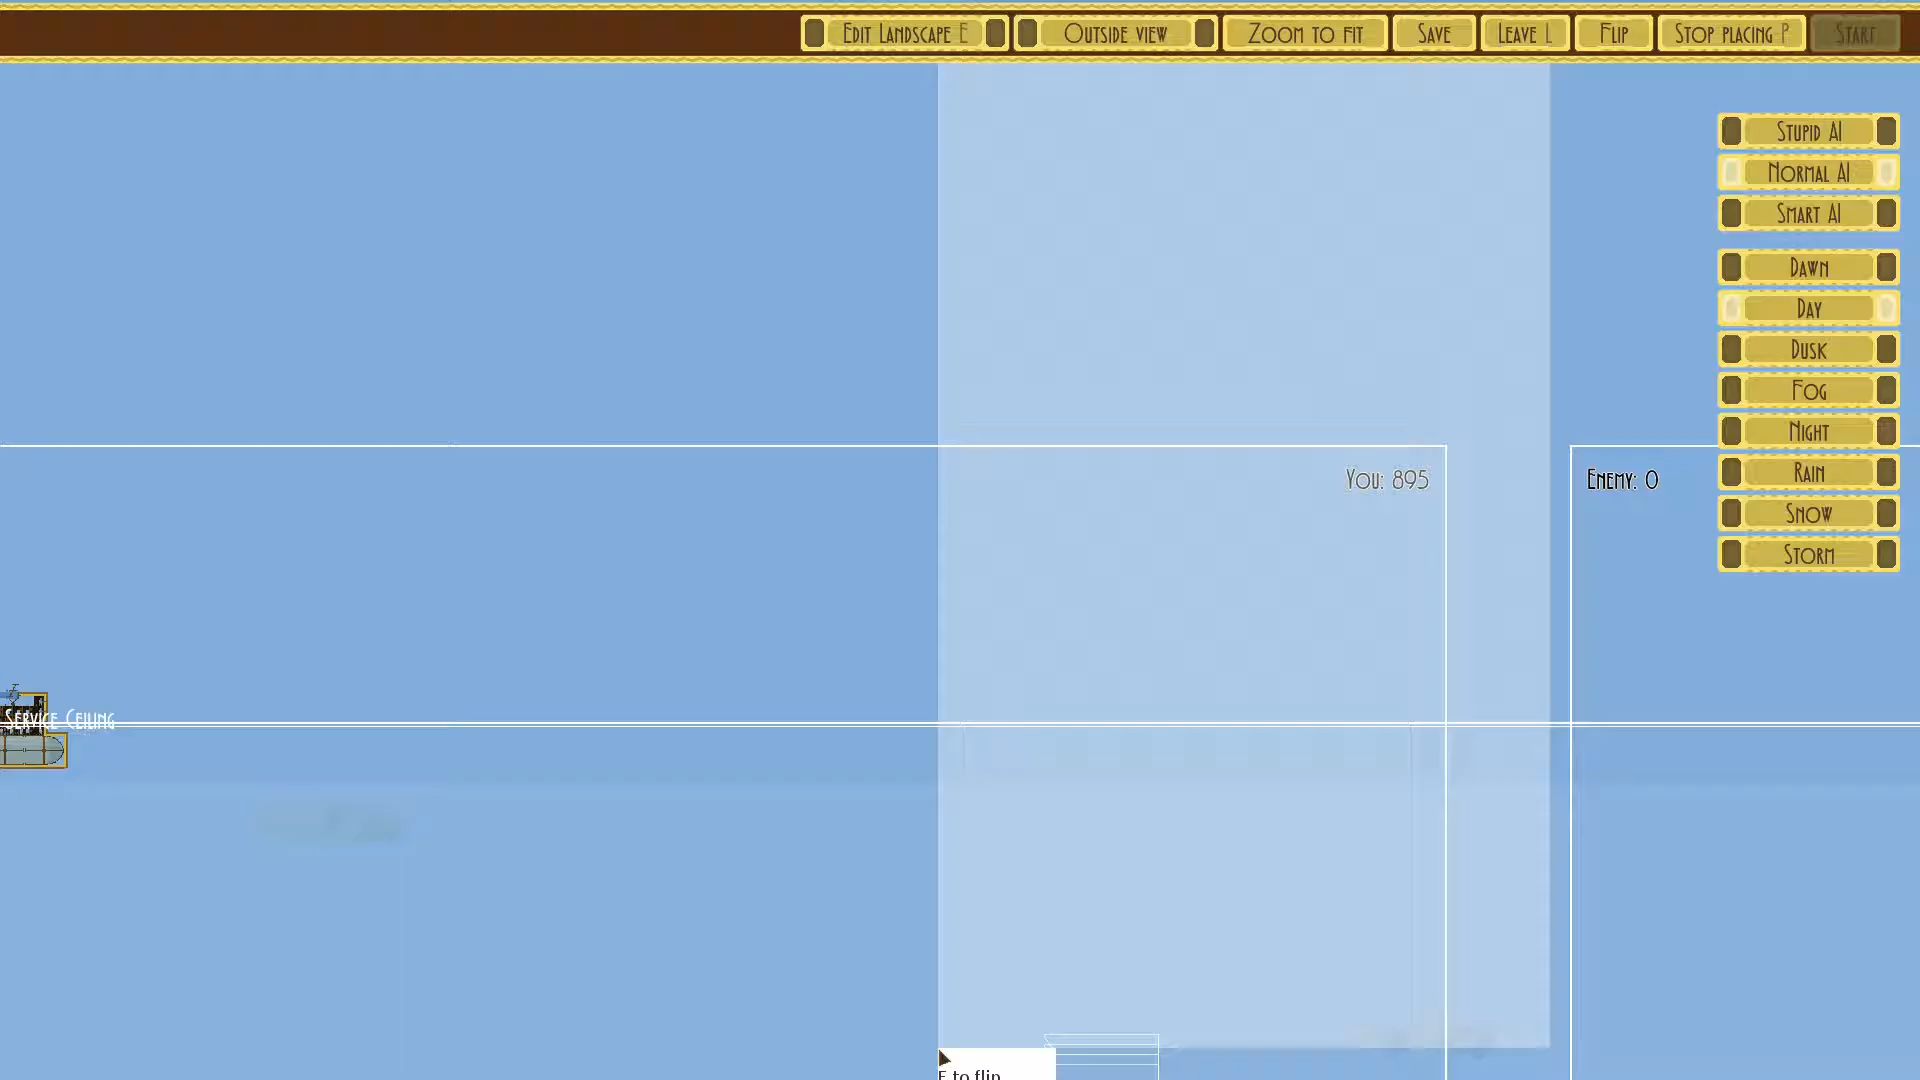 Edit Landscape E
Outside view
Zoom to fit
Save
Leave L
Flip
Stop placing P
Start
Stupid AI
Normal AI
Smart AI
Dawn
Day
Dusk
Fog
Night
Rain
Snow
Storm
You: 895
Enemy: 0
Service Ceiling
F to flip